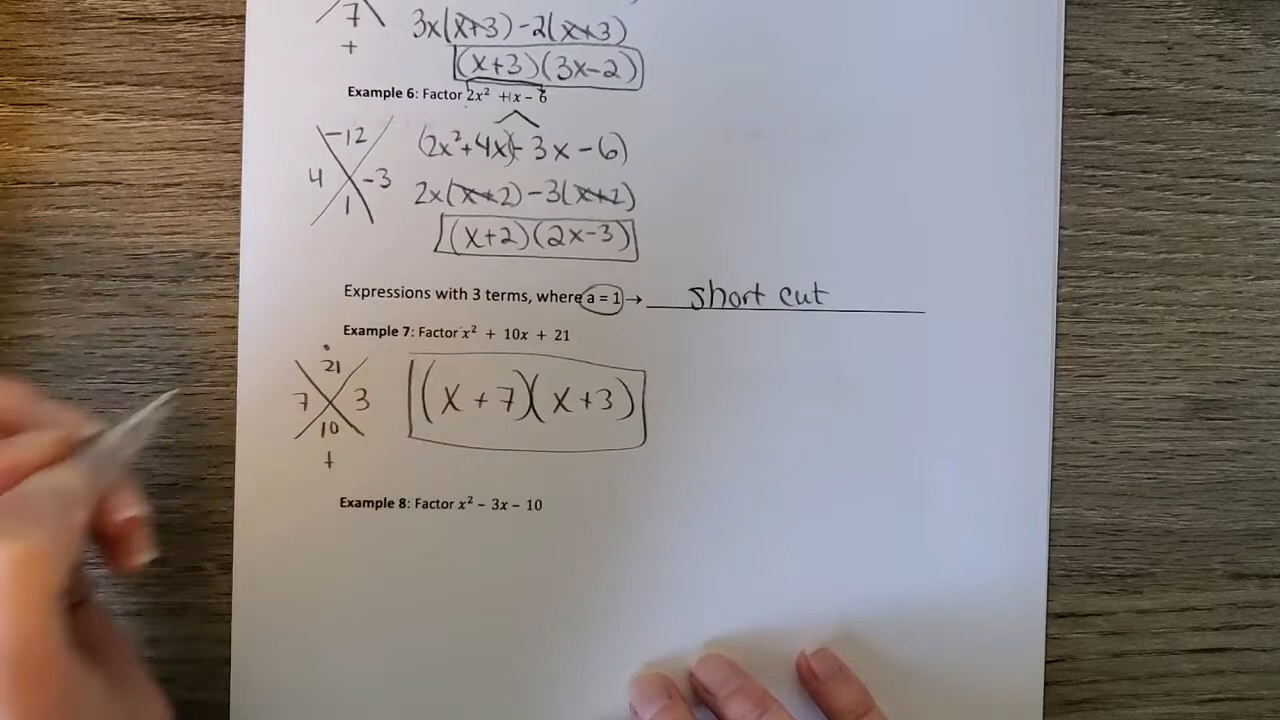 7
+
3x(x+3) -2(x+3)
(x+3)(3x-2)
Example 6: Factor 2x² +1x - 6
-12
4 -3
1
(2x²+4x)(-3x-6)
2x(x+2) -3(x+2)
(x+2)(2x-3)
Expressions with 3 terms, where a = 1 → short cut
Example 7: Factor x² + 10x + 21
21
7 3
10
+
(x+7)(x+3)
Example 8: Factor x² - 3x - 10